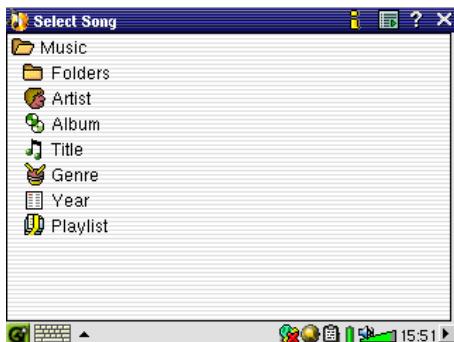 Select Song ?
Music
Folders
Artist
Album
Title
Genre
Year
Playlist
15:51